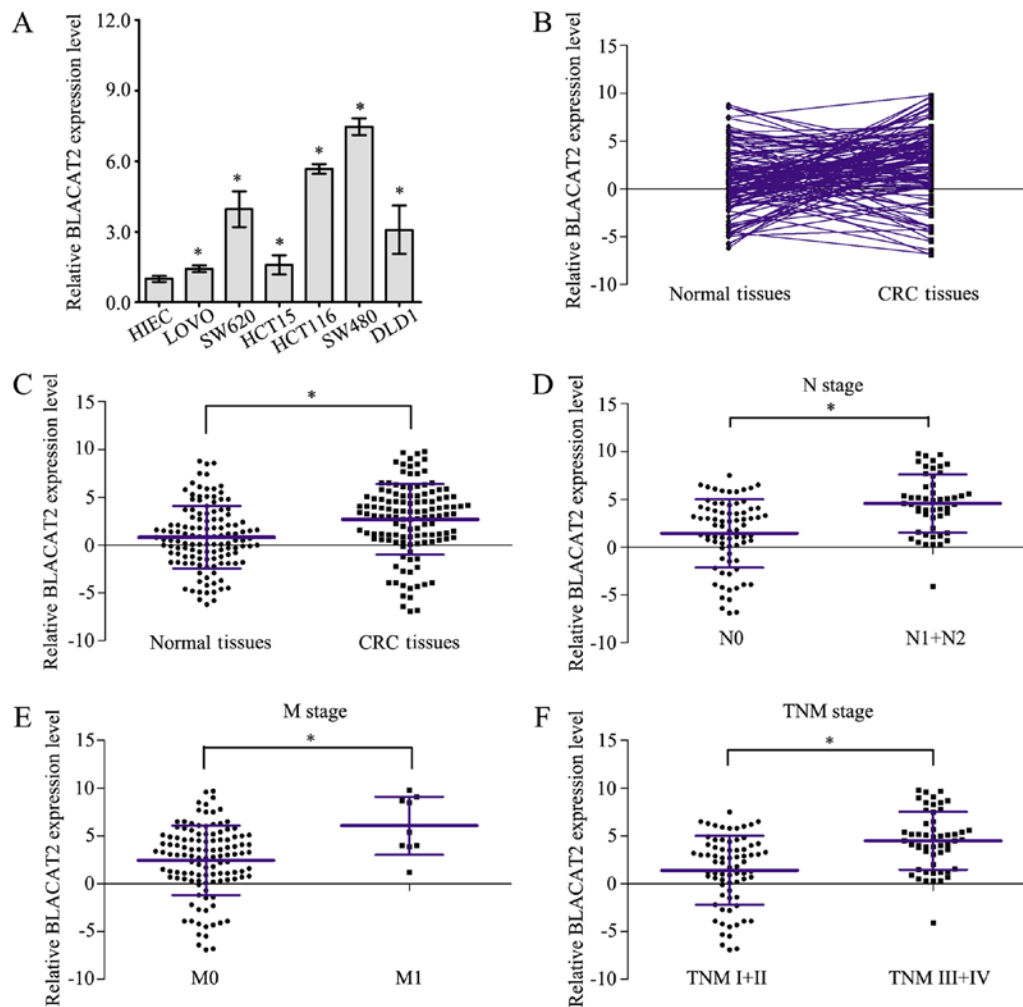 A
Relative BLACAT2 expression level
12.0
9.0
6.0
3.0
0.0
*
*
*
*
*
*
HIEC
LOVO
SW620
HCT15
HCT116
SW480
DLD1
B
Relative BLACAT2 expression level
15
10
5
0
-5
-10
Normal tissues
CRC tissues
C
Relative BLACAT2 expression level
15
10
5
0
-5
-10
*
Normal tissues
CRC tissues
D
N stage
Relative BLACAT2 expression level
15
10
5
0
-5
-10
*
N0
N1+N2
E
M stage
Relative BLACAT2 expression level
15
10
5
0
-5
-10
*
M0
M1
F
TNM stage
Relative BLACAT2 expression level
15
10
5
0
-5
-10
*
TNM I+II
TNM III+IV